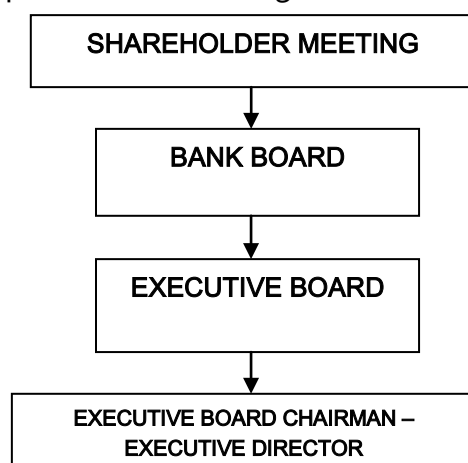 SHAREHOLDER MEETING
BANK BOARD
EXECUTIVE BOARD
EXECUTIVE BOARD CHAIRMAN –
EXECUTIVE DIRECTOR